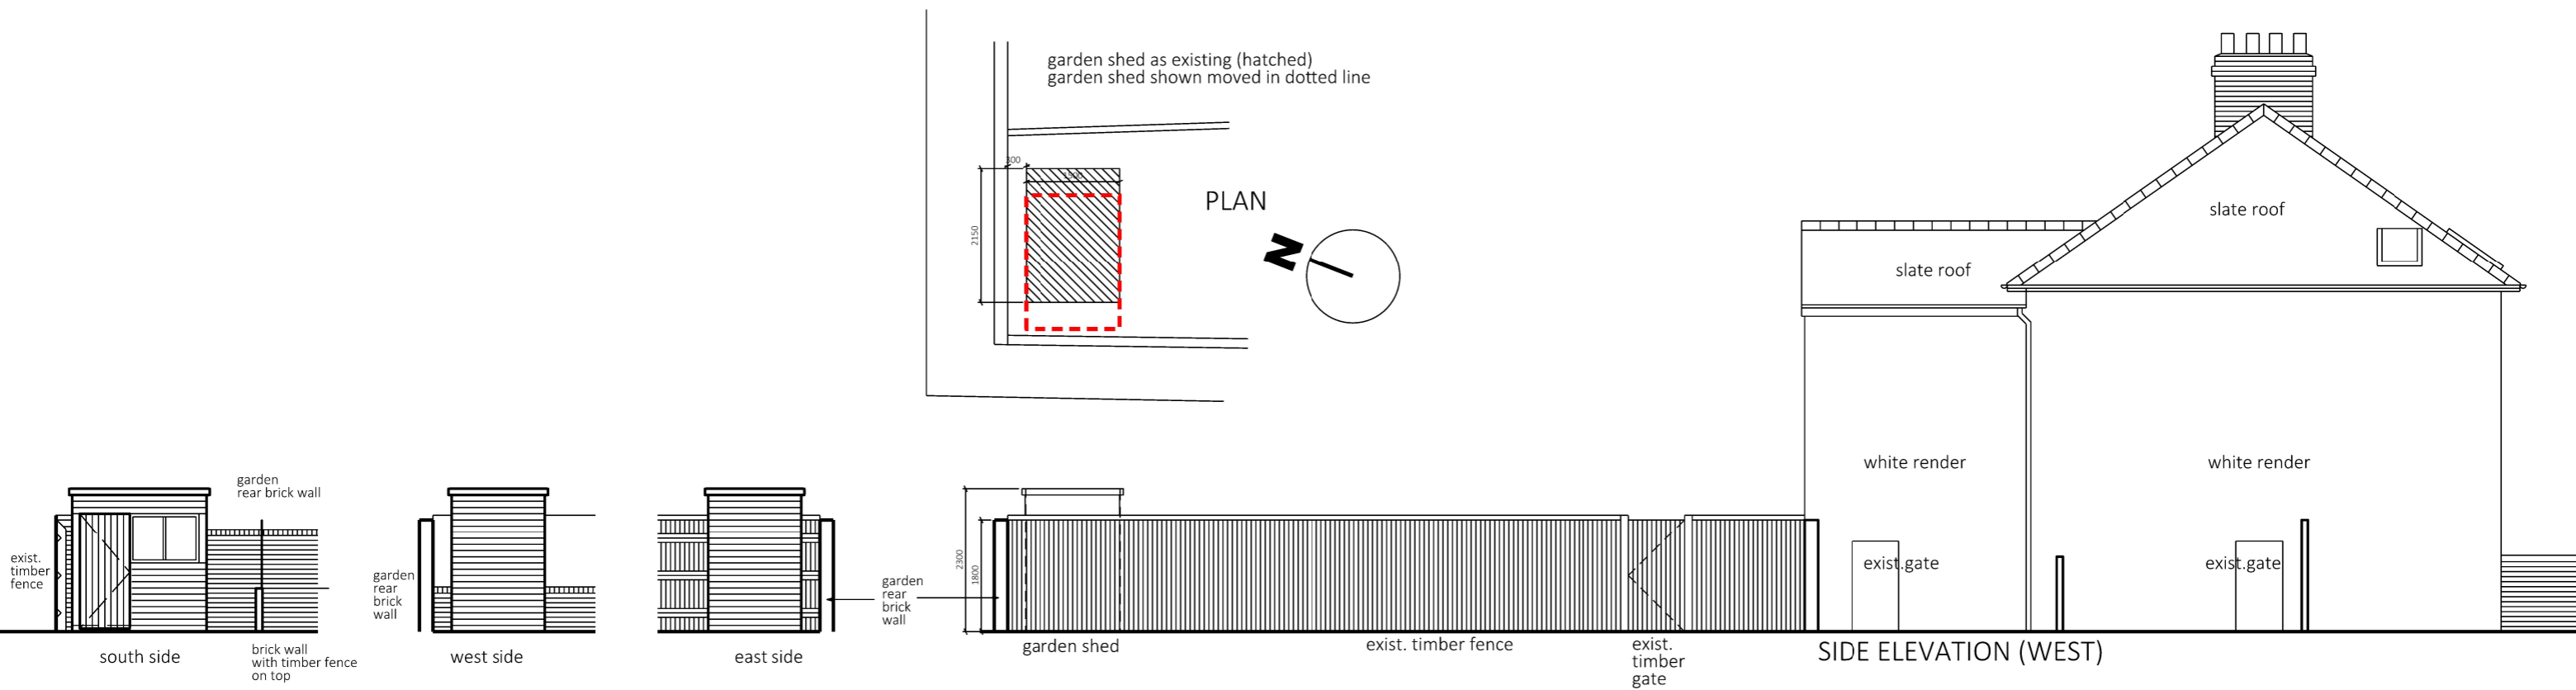 garden shed as existing (hatched)
garden shed shown moved in dotted line
300
1500
2150
PLAN
N
slate roof
slate roof
white render
white render
exist.gate
exist.gate
garden
rear brick wall
exist.
timber
fence
south side
brick wall
with timber fence
on top
garden
rear
brick
wall
west side
east side
garden
rear
brick
wall
2300
1800
garden shed
exist. timber fence
exist.
timber
gate
SIDE ELEVATION (WEST)